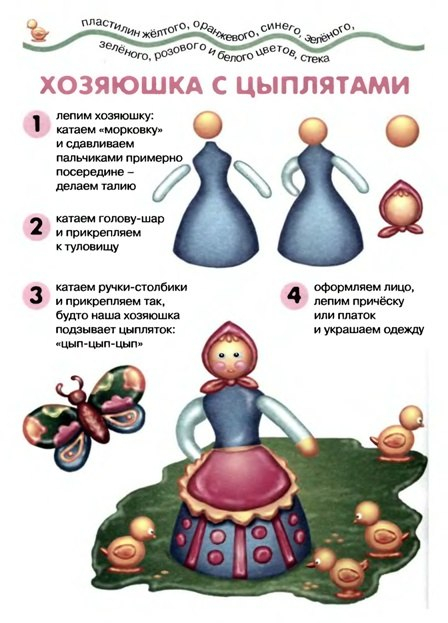 пластилин жёлтого, оранжевого, синего, зелёного,
зелёного, розового и белого цветов, стека
ХОЗЯЮШКА С ЦЫПЛЯТАМИ
1
лепим хозяюшку:
катаем «морковку»
и сдавливаем
пальчиками примерно
посередине –
делаем талию
2
катаем голову-шар
и прикрепляем
к туловищу
3
катаем ручки-столбики
и прикрепляем так,
будто наша хозяюшка
подзывает цыпляток:
«цып-цып-цып»
4
оформляем лицо,
лепим причёску
или платок
и украшаем одежду